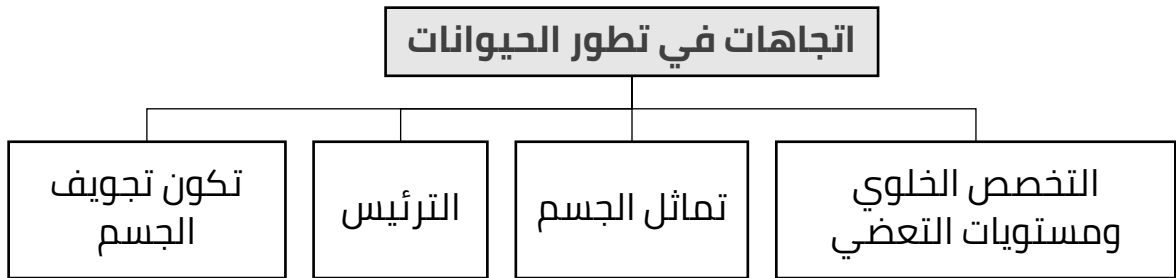 اتجاهات في تطور الحيوانات
التخصص الخلوي
ومستويات التعضي
تماثل الجسم
الترئيس
تكون تجويف
الجسم